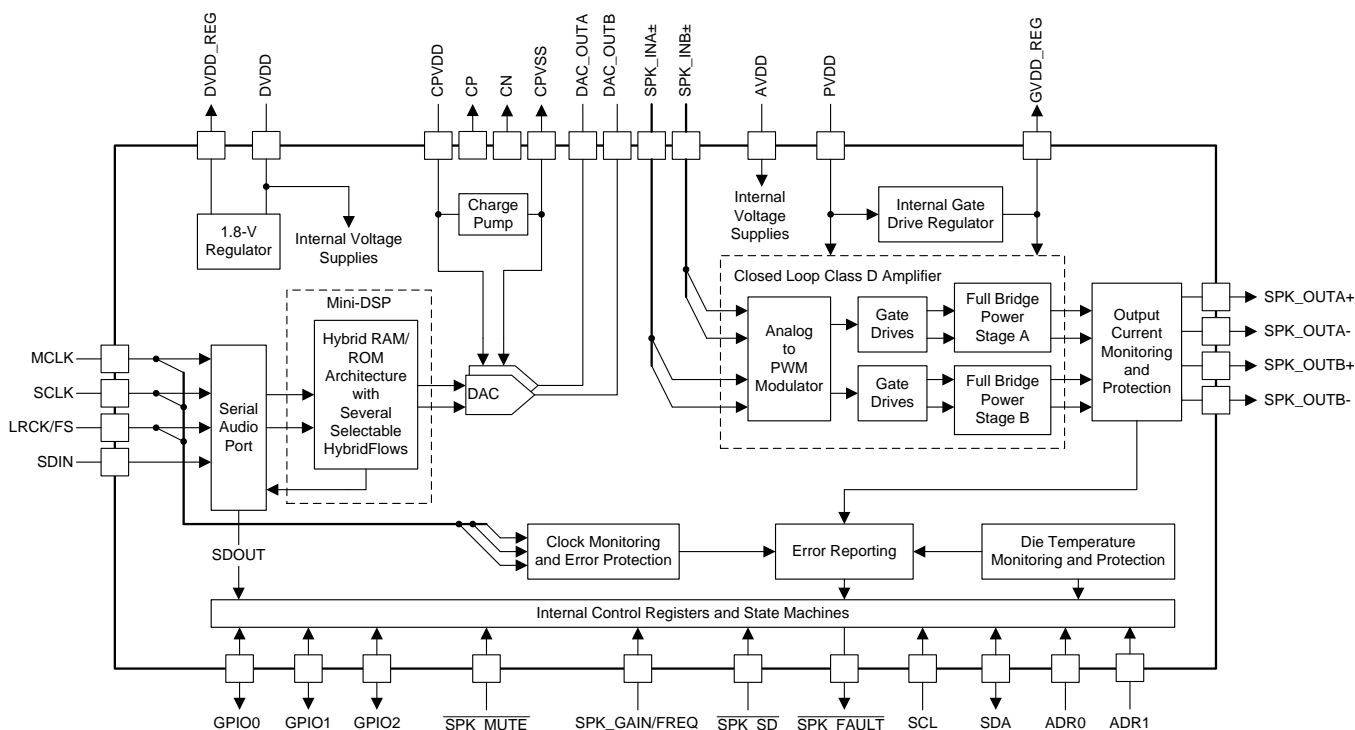 DVDD_REG
DVDD
CPVDD
CP
CN
CPVSS
DAC_OUTA
DAC_OUTB
SPK_INA±
SPK_INB±
AVDD
PVDD
GVDD_REG
1.8-V
Regulator
Internal Voltage
Supplies
Charge
Pump
Internal
Voltage
Supplies
Internal Gate
Drive Regulator
Closed Loop Class D Amplifier
Mini-DSP
MCLK
SCLK
LRCK/FS
SDIN
Serial
Audio
Port
Hybrid RAM/
ROM
Architecture
with
Several
Selectable
HybridFlows
DAC
Analog
to
PWM
Modulator
Gate
Drives
Full Bridge
Power
Stage A
Gate
Drives
Full Bridge
Power
Stage B
Output
Current
Monitoring
and
Protection
SPK_OUTA+
SPK_OUTA-
SPK_OUTB+
SPK_OUTB-
SDOUT
Clock Monitoring
and Error Protection
Error Reporting
Die Temperature
Monitoring and Protection
Internal Control Registers and State Machines
GPIO0
GPIO1
GPIO2
SPK_MUTE
SPK_GAIN/FREQ
SPK_SD
SPK_FAULT
SCL
SDA
ADR0
ADR1